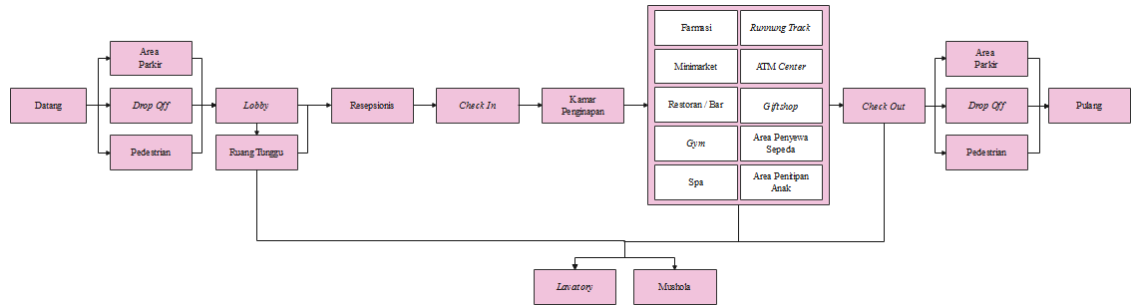 Datang
Area
Parkir
Drop Off
Pedestrian
Lobby
Ruang Tunggu
Resepsionis
Check In
Kamar
Penginapan
Farmasi
Runnung Track
Minimarket
ATM Center
Restoran / Bar
Giftshop
Gym
Area Penyewa
Sepeda
Spa
Area Penitipan
Anak
Check Out
Area
Parkir
Drop Off
Pedestrian
Pulang
Lavatory
Mushola